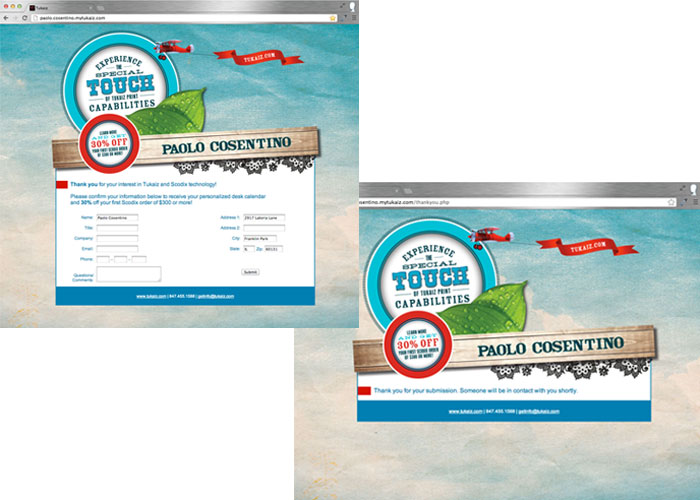 Tukaiz
paolo.cosentino.mytukaiz.com
TUKAIZ.COM
EXPERIENCE
THE
SPECIAL
TOUCH
OF TUKAIZ PRINT
CAPABILITIES
LEARN MORE
AND GET
30% OFF
YOUR FIRST SCODIX ORDER
OF $300 OR MORE!
PAOLO COSENTINO
Thank you for your interest in Tukaiz and Scodix technology!
Please confirm your information below to receive your personalized desk calendar
and 30% off your first Scodix order of $300 or more!
Name: Paolo Cosentino
Title:
Company:
Email:
Phone:
Questions/
Comments:
Address 1: 2917 Latoria Lane
Address 2:
City: Franklin Park
State: IL Zip: 60131
Submit
www.tukaiz.com | 847.455.1588 | getinfo@tukaiz.com
cosentino.mytukaiz.com/thankyou.php
TUKAIZ.COM
EXPERIENCE
THE
SPECIAL
TOUCH
OF TUKAIZ PRINT
CAPABILITIES
LEARN MORE
AND GET
30% OFF
YOUR FIRST SCODIX ORDER
OF $300 OR MORE!
PAOLO COSENTINO
Thank you for your submission. Someone will be in contact with you shortly.
www.tukaiz.com | 847.455.1588 | getinfo@tukaiz.com